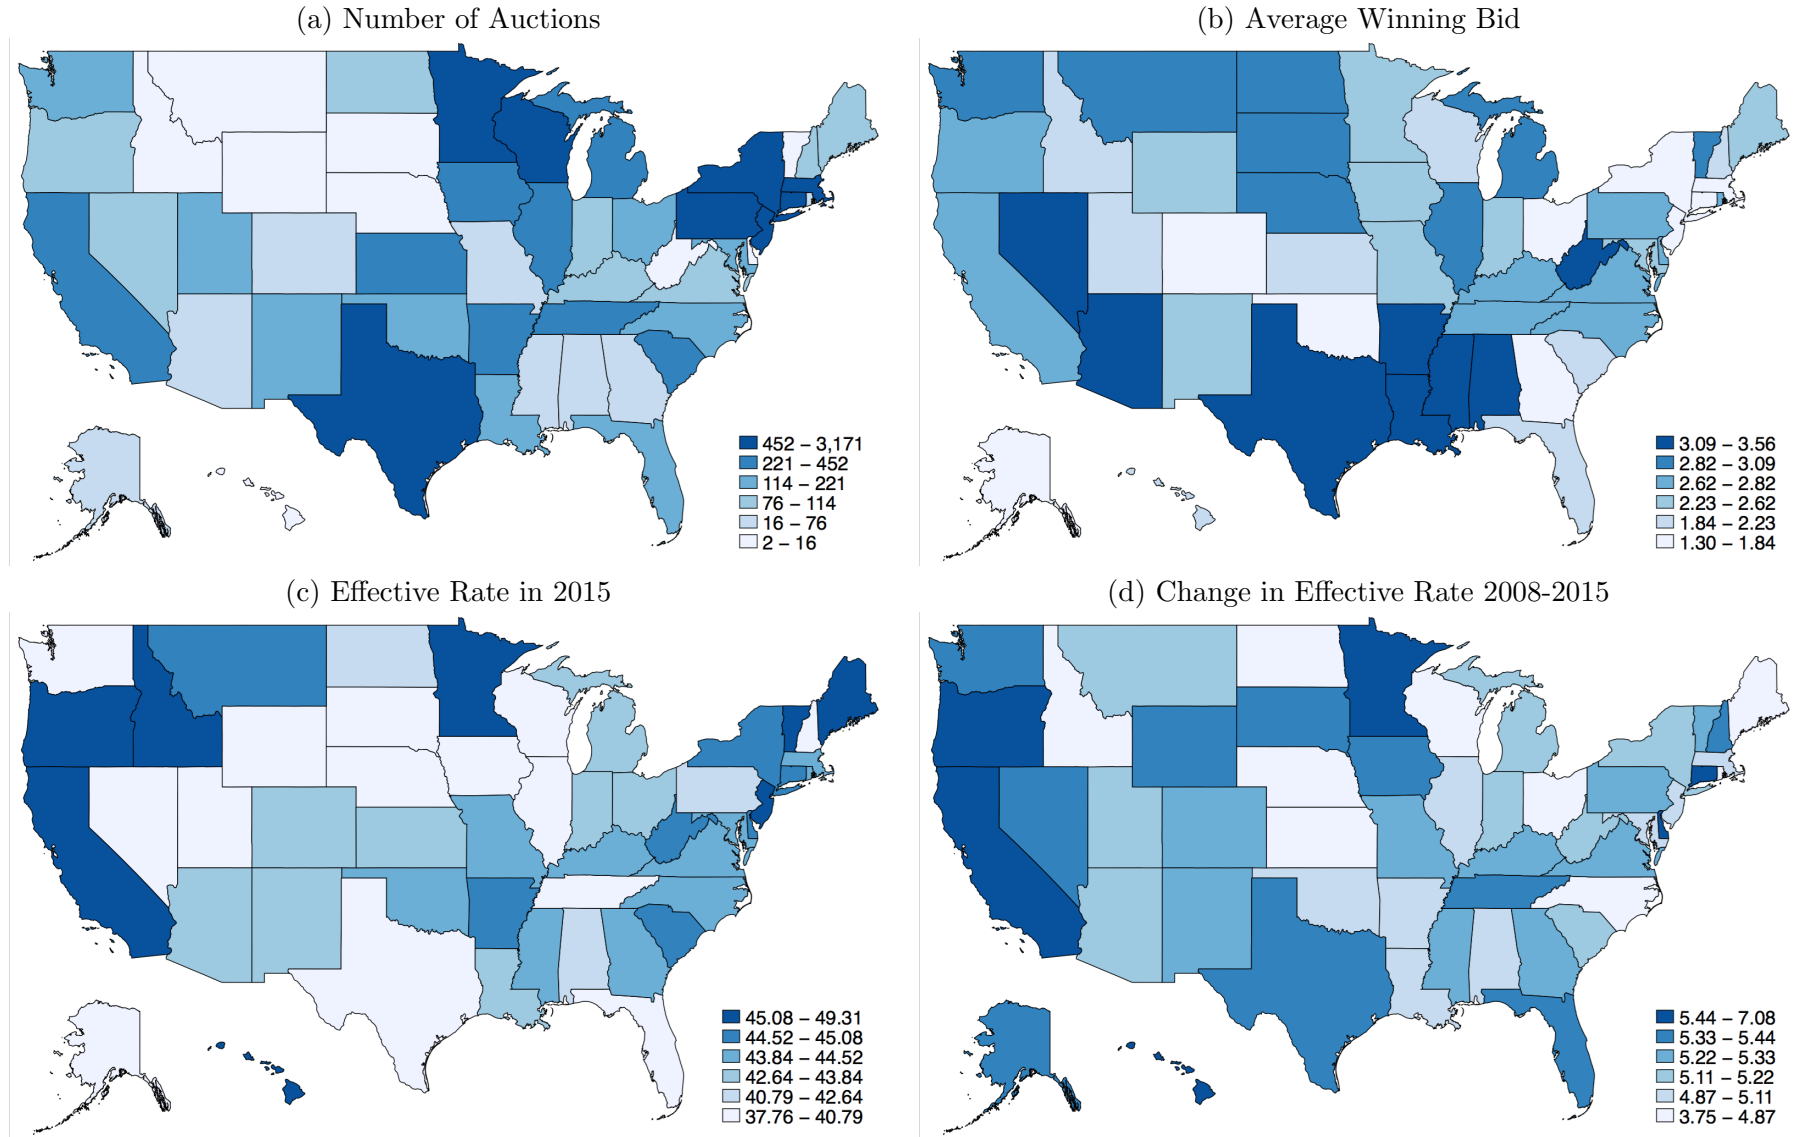 (a) Number of Auctions
452 – 3,171
221 – 452
114 – 221
76 – 114
16 – 76
2 – 16
(b) Average Winning Bid
3.09 – 3.56
2.82 – 3.09
2.62 – 2.82
2.23 – 2.62
1.84 – 2.23
1.30 – 1.84
(c) Effective Rate in 2015
45.08 – 49.31
44.52 – 45.08
43.84 – 44.52
42.64 – 43.84
40.79 – 42.64
37.76 – 40.79
(d) Change in Effective Rate 2008-2015
5.44 – 7.08
5.33 – 5.44
5.22 – 5.33
5.11 – 5.22
4.87 – 5.11
3.75 – 4.87